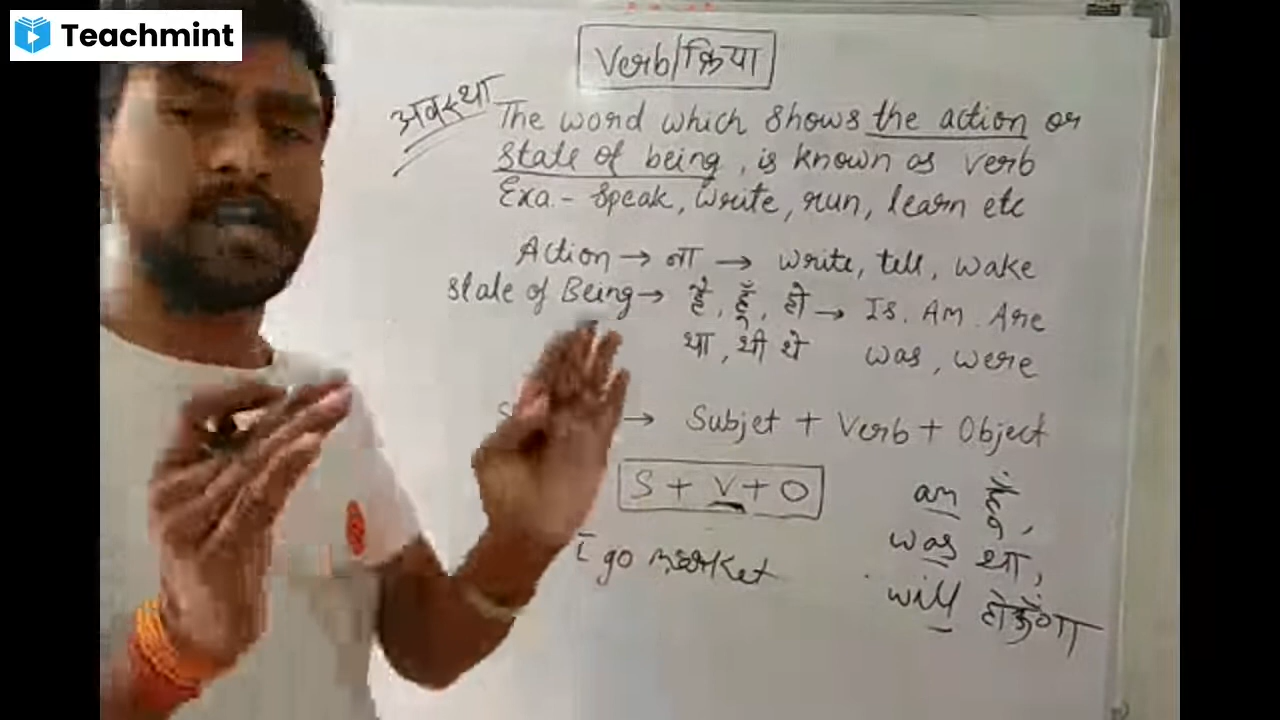 Teachmint
Verb/क्रिया
अवस्था
The word which shows the action or
state of being, is known as verb
Exa.- Speak, write, run, learn etc
Action → ना → write, tell, wake
State of Being → है, हूँ, हो → Is. Am. Are
था, थी थे was, were
→ Subjet + Verb + Object
S + V + O
am हूँ,
I go market
was था,
will होऊँगा